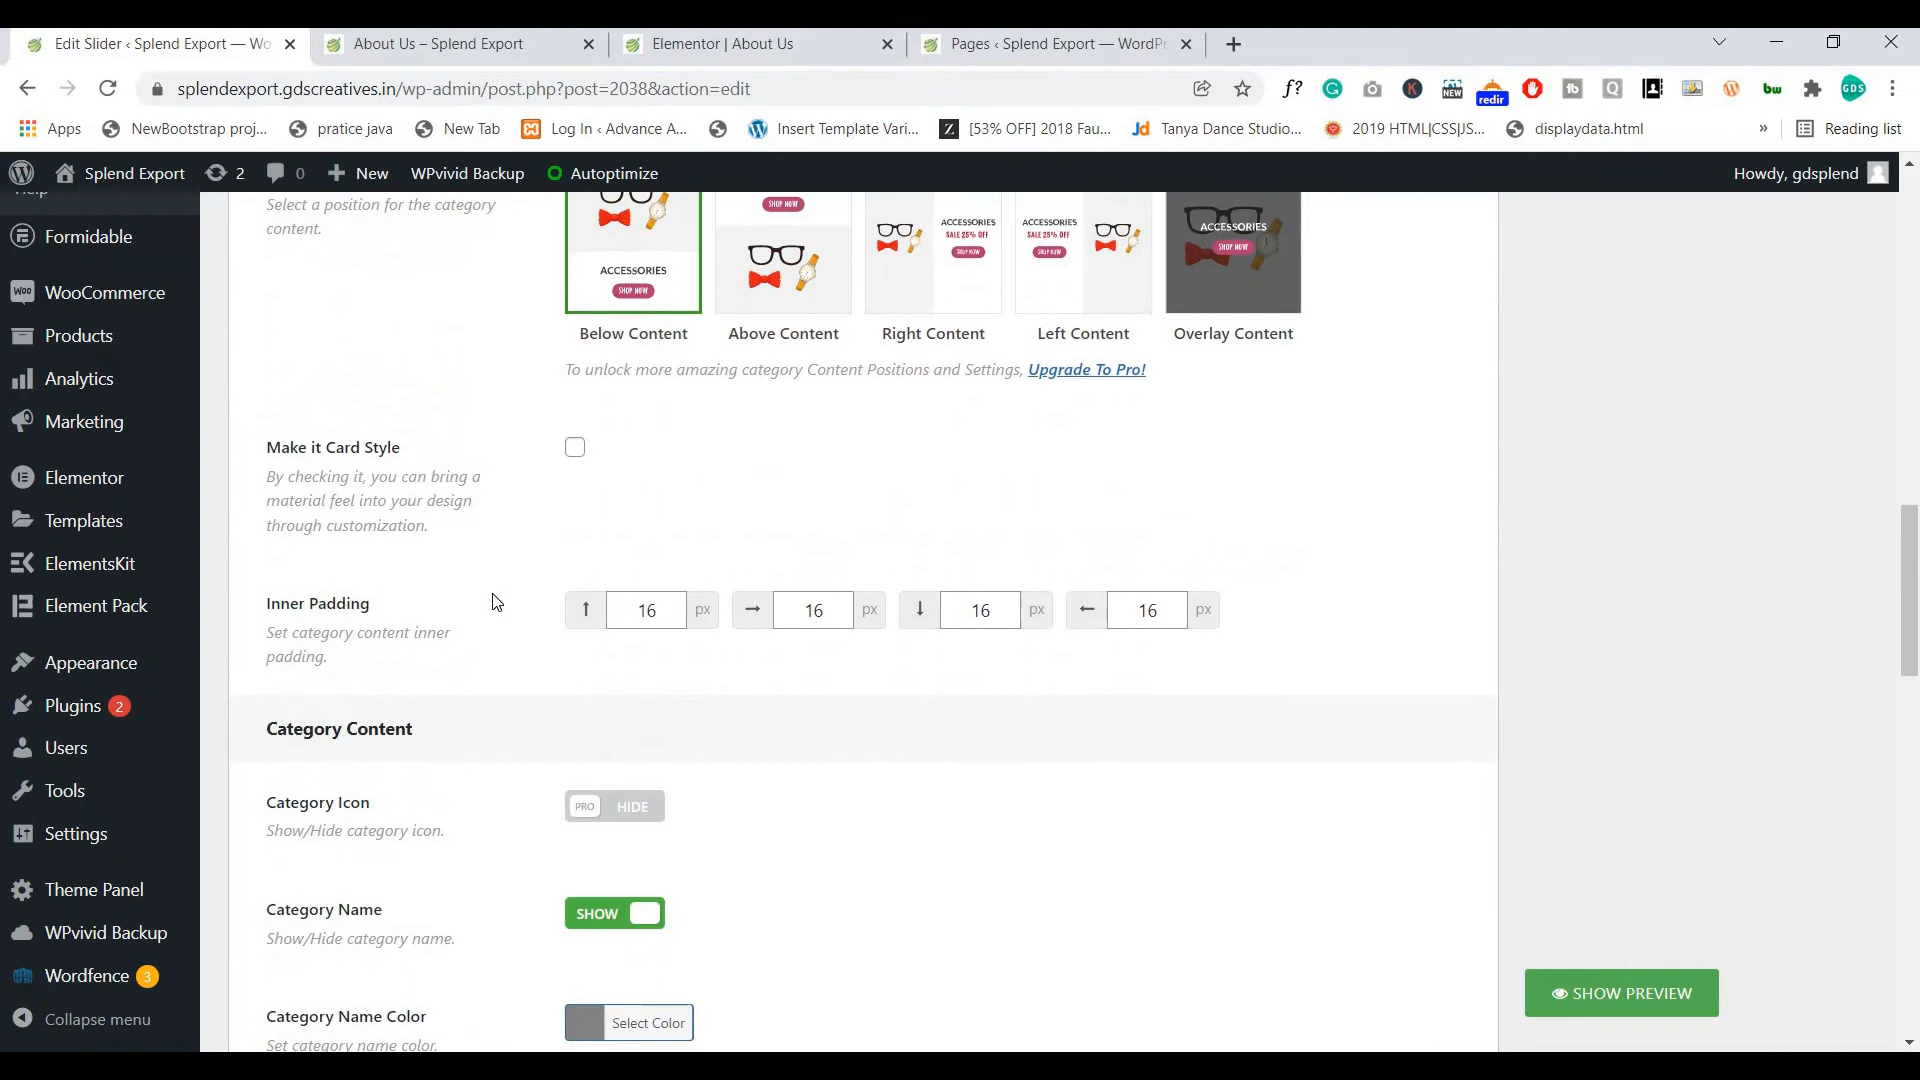 Edit Slider ‹ Splend Export — Wo
About Us – Splend Export
Elementor | About Us
Pages ‹ Splend Export — WordPr
splendexport.gdscreatives.in/wp-admin/post.php?post=2038&action=edit
f?
NEW
redir
bw
GDS
Apps
NewBootstrap proj...
pratice java
New Tab
Log In ‹ Advance A...
Insert Template Vari...
[53% OFF] 2018 Fau...
Jd Tanya Dance Studio...
2019 HTML|CSS|JS...
displaydata.html
»
Reading list
Splend Export
2
0
New
WPvivid Backup
Autoptimize
Howdy, gdsplend
Help
Formidable
WooCommerce
Products
Analytics
Marketing
Elementor
Templates
ElementsKit
Element Pack
Appearance
Plugins 2
Users
Tools
Settings
Theme Panel
WPvivid Backup
Wordfence 3
Collapse menu
Select a position for the category
content.
ACCESSORIES
SHOP NOW
SHOP NOW
ACCESSORIES
SALE 25% OFF
SHOP NOW
ACCESSORIES
SALE 25% OFF
SHOP NOW
ACCESSORIES
SHOP NOW
Below Content
Above Content
Right Content
Left Content
Overlay Content
To unlock more amazing category Content Positions and Settings, Upgrade To Pro!
Make it Card Style
By checking it, you can bring a
material feel into your design
through customization.
Inner Padding
Set category content inner
padding.
↑ 16 px
→ 16 px
↓ 16 px
← 16 px
Category Content
Category Icon
Show/Hide category icon.
PRO HIDE
Category Name
Show/Hide category name.
SHOW
Category Name Color
Set category name color.
Select Color
SHOW PREVIEW